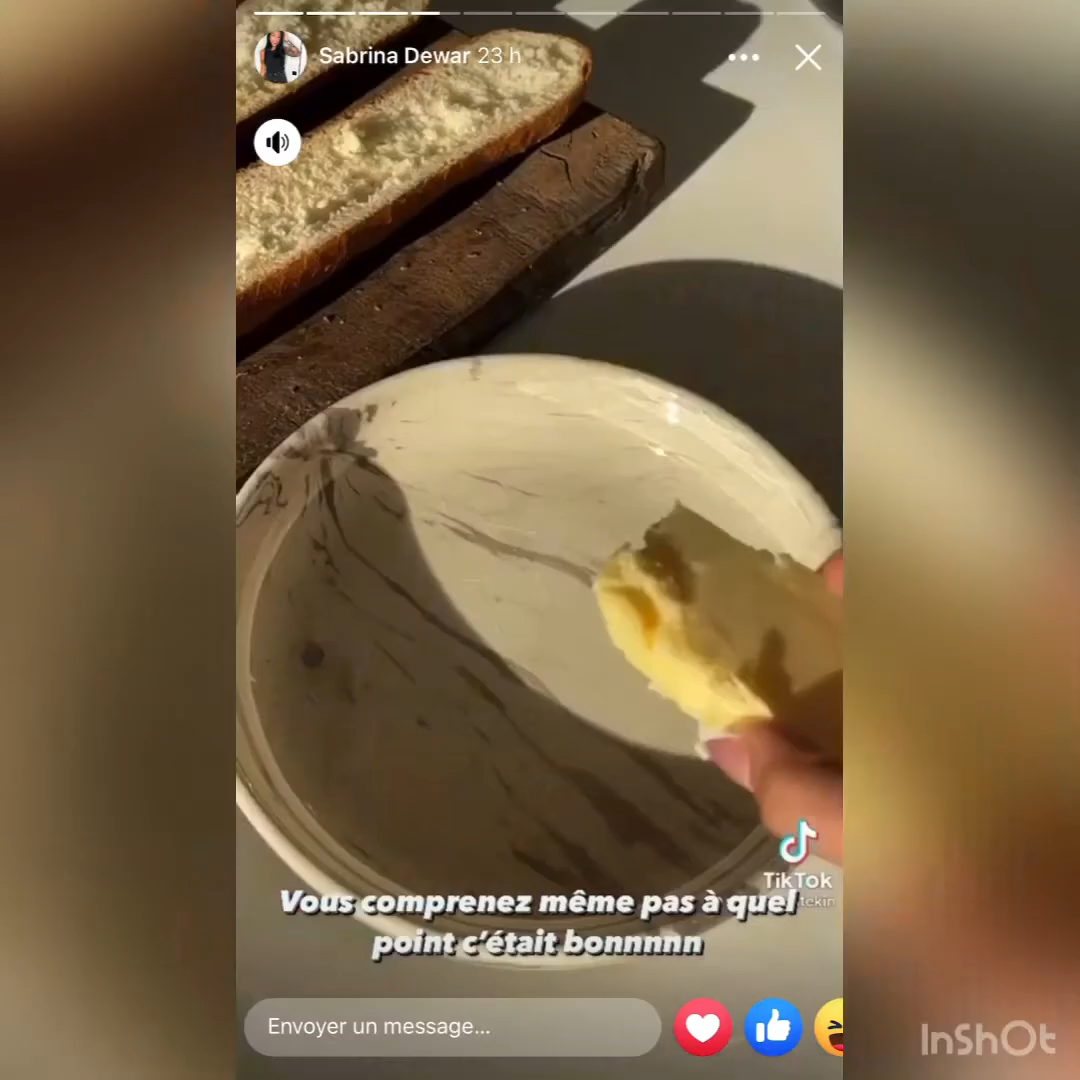 Sabrina Dewar 23 h
TikTok
Vous comprenez même pas à quel
point c'était bonnnnn
Envoyer un message...
InShOt